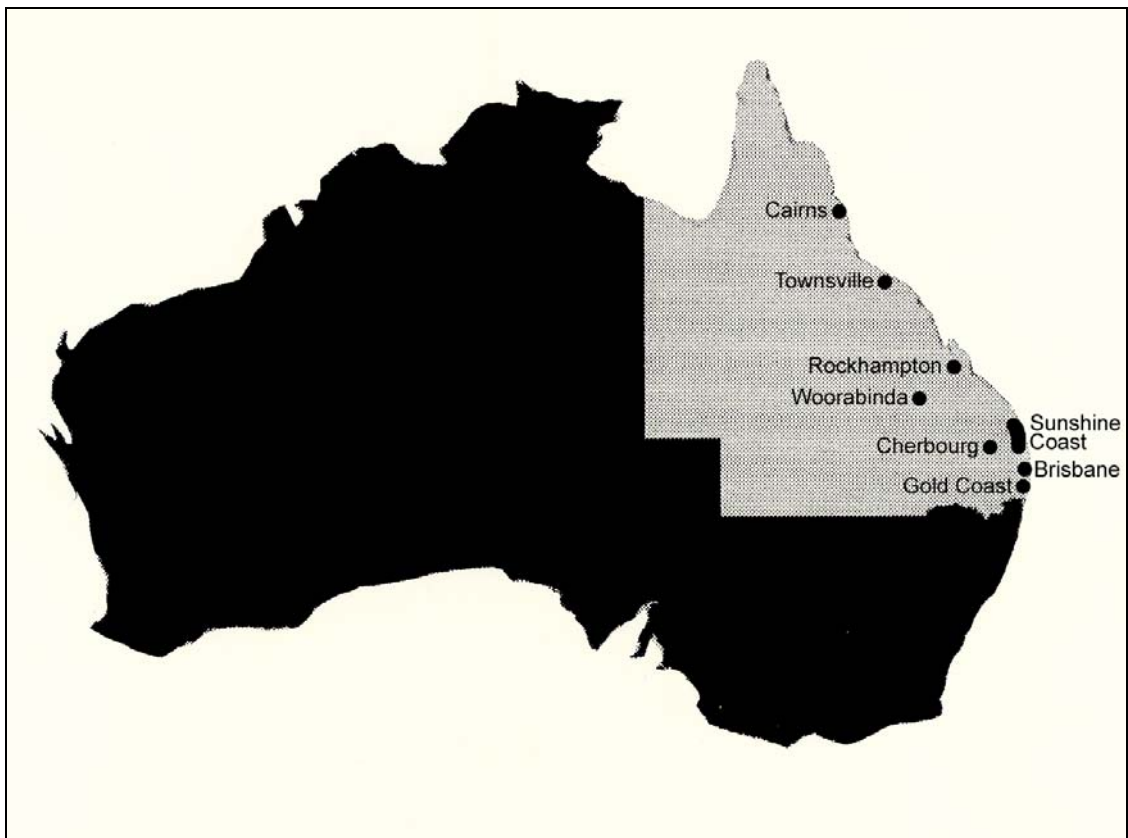 Cairns
Townsville
Rockhampton
Woorabinda
Sunshine
Coast
Cherbourg
Brisbane
Gold Coast